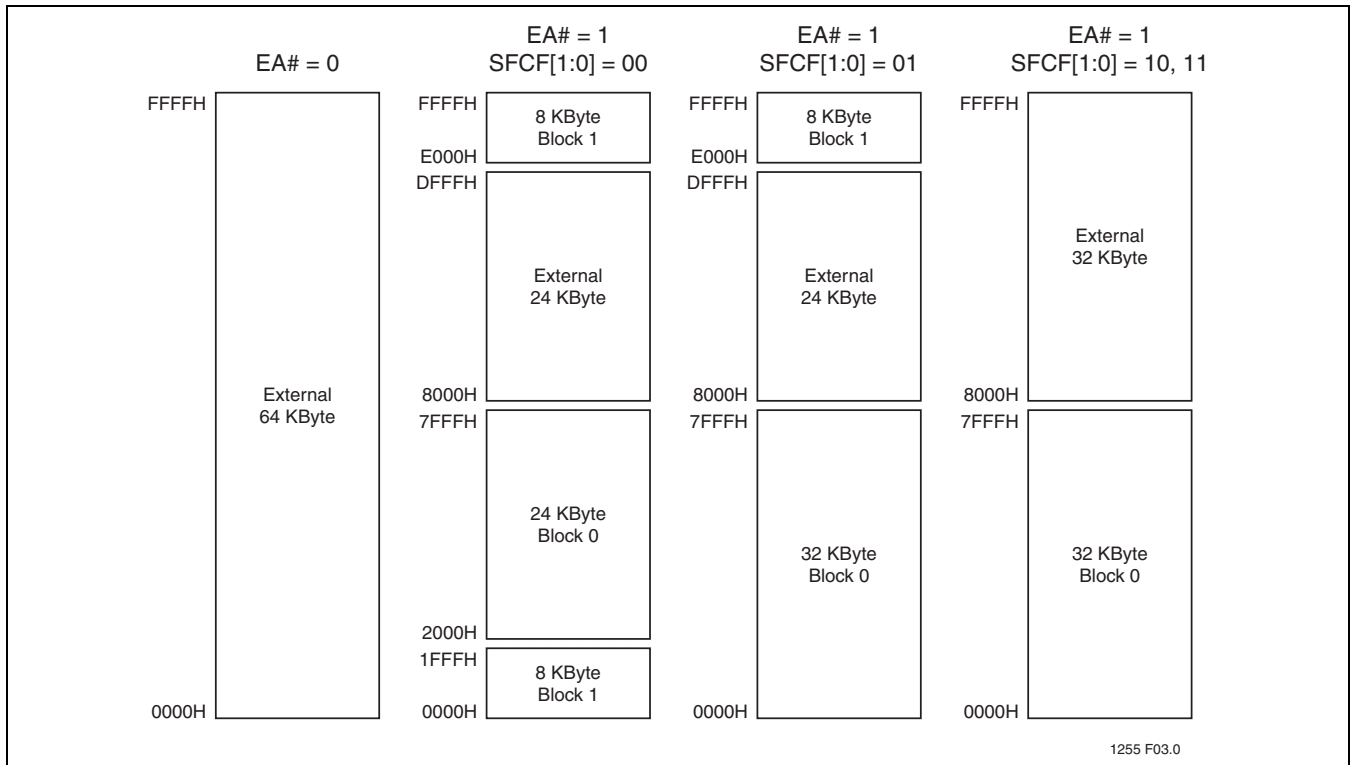 EA# = 0
FFFFH
External
64 KByte
0000H
EA# = 1
SFCF[1:0] = 00
FFFFH
8 KByte
Block 1
E000H
DFFFH
External
24 KByte
8000H
7FFFH
24 KByte
Block 0
2000H
1FFFH
8 KByte
Block 1
0000H
EA# = 1
SFCF[1:0] = 01
FFFFH
8 KByte
Block 1
E000H
DFFFH
External
24 KByte
8000H
7FFFH
32 KByte
Block 0
0000H
EA# = 1
SFCF[1:0] = 10, 11
FFFFH
External
32 KByte
8000H
7FFFH
32 KByte
Block 0
0000H
1255 F03.0